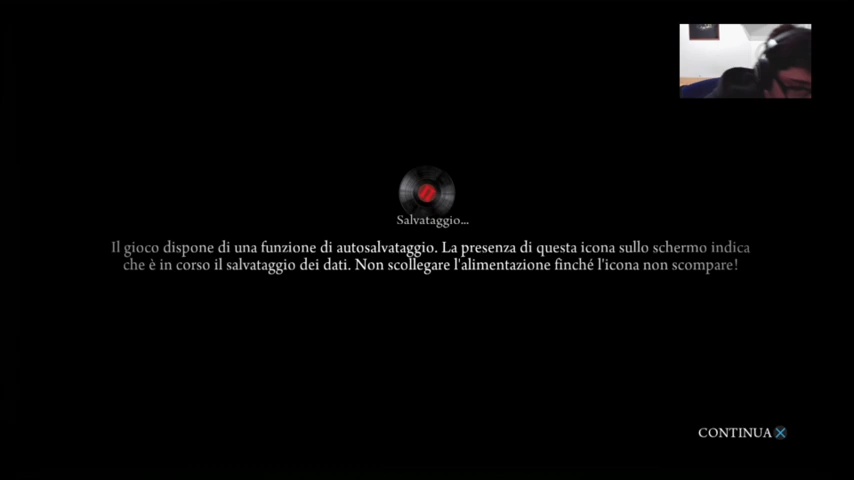 Salvataggio...
Il gioco dispone di una funzione di autosalvataggio. La presenza di questa icona sullo schermo indica
che è in corso il salvataggio dei dati. Non scollegare l'alimentazione finché l'icona non scompare!
CONTINUA